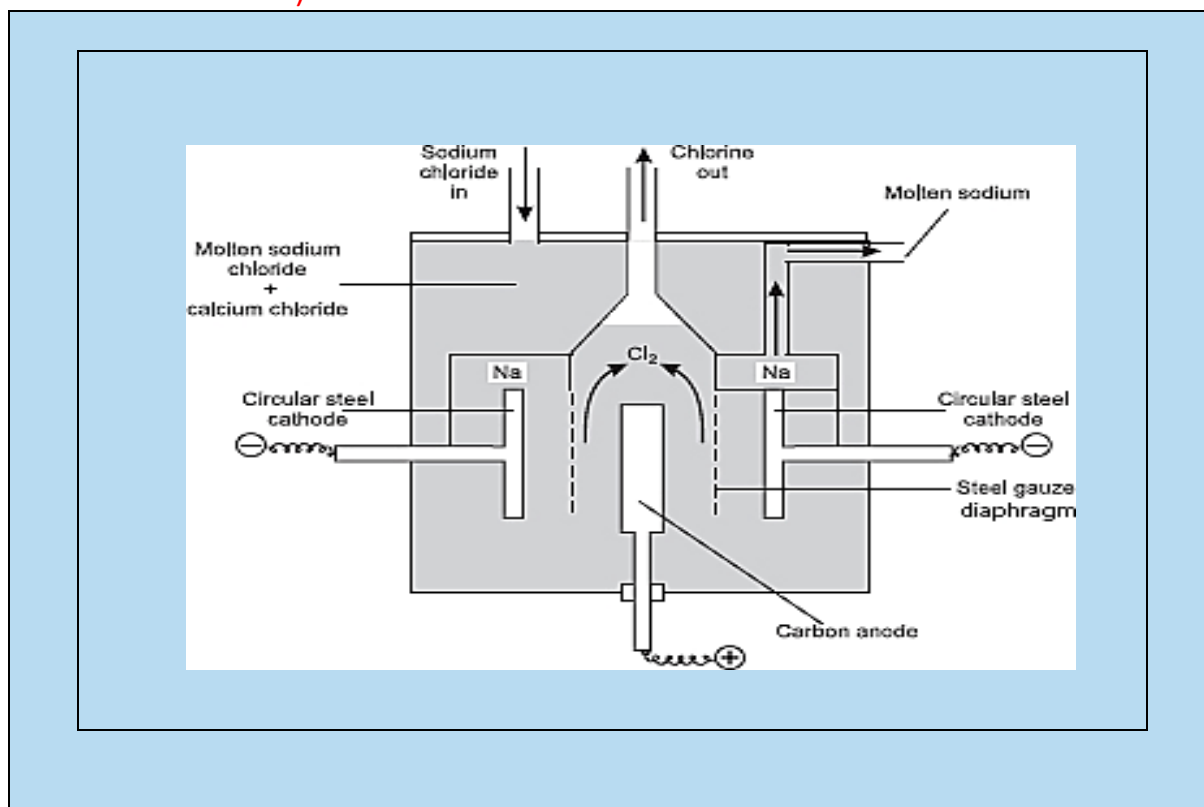 Sodium
chloride
in
Chlorine
out
Molten sodium
Molten sodium
chloride
+
calcium chloride
Cl₂
Na
Na
Circular steel
cathode
Circular steel
cathode
−
−
Steel gauze
diaphragm
Carbon anode
+